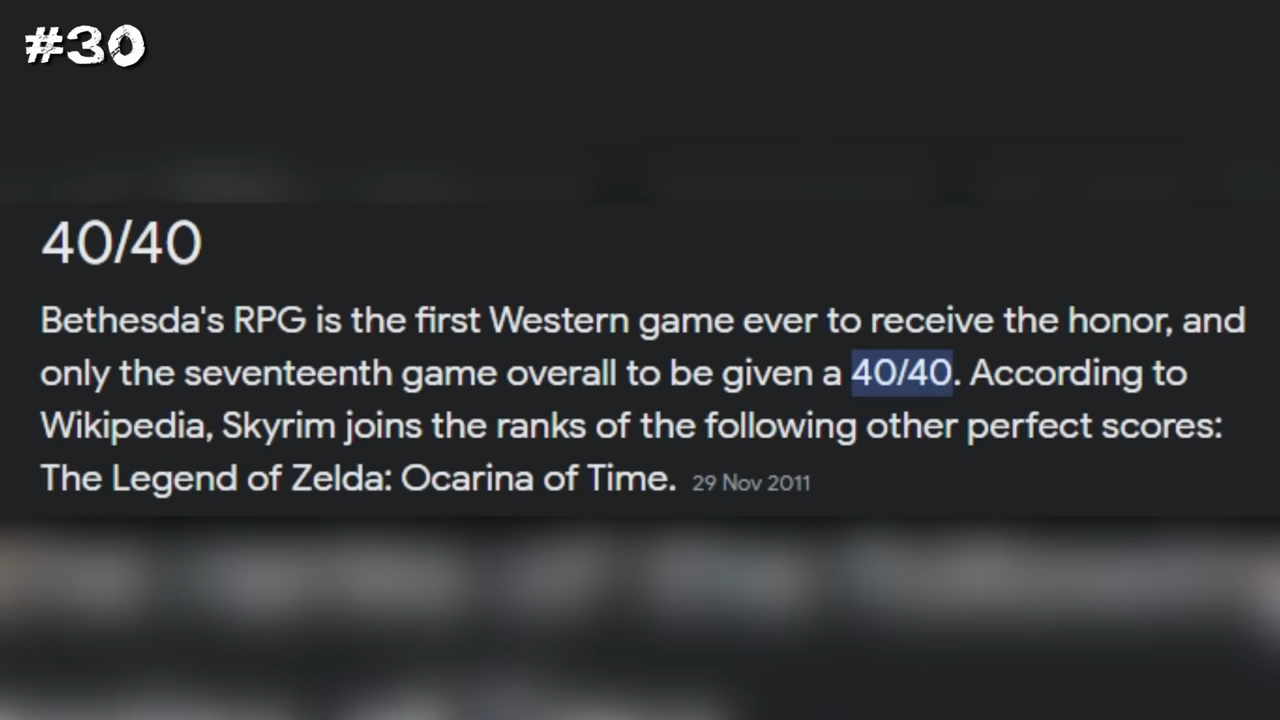 #30
40/40
Bethesda's RPG is the first Western game ever to receive the honor, and
only the seventeenth game overall to be given a 40/40. According to
Wikipedia, Skyrim joins the ranks of the following other perfect scores:
The Legend of Zelda: Ocarina of Time. 29 Nov 2011